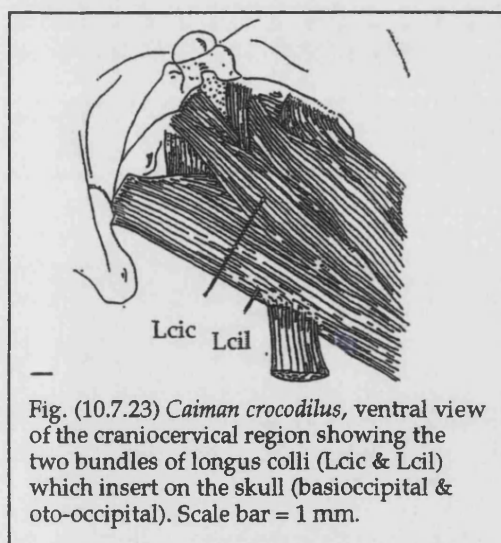 Lcic Lcil
Fig. (10.7.23) Caiman crocodilus, ventral view
of the craniocervical region showing the
two bundles of longus colli (Lcic & Lcil)
which insert on the skull (basioccipital &
oto-occipital). Scale bar = 1 mm.